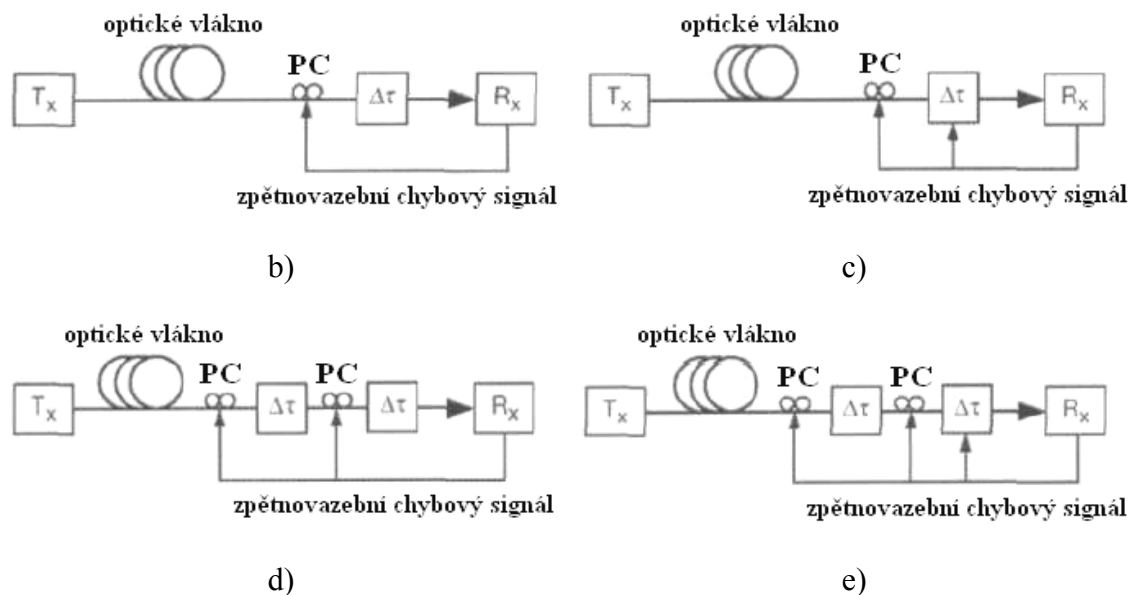 optické vlákno
PC
Tx
Δτ
Rx
zpětnovazební chybový signál
b)
optické vlákno
PC
Tx
Δτ
Rx
zpětnovazební chybový signál
c)
optické vlákno
PC PC
Tx Δτ Δτ Rx
zpětnovazební chybový signál
d)
optické vlákno
PC PC
Tx Δτ Δτ Rx
zpětnovazební chybový signál
e)